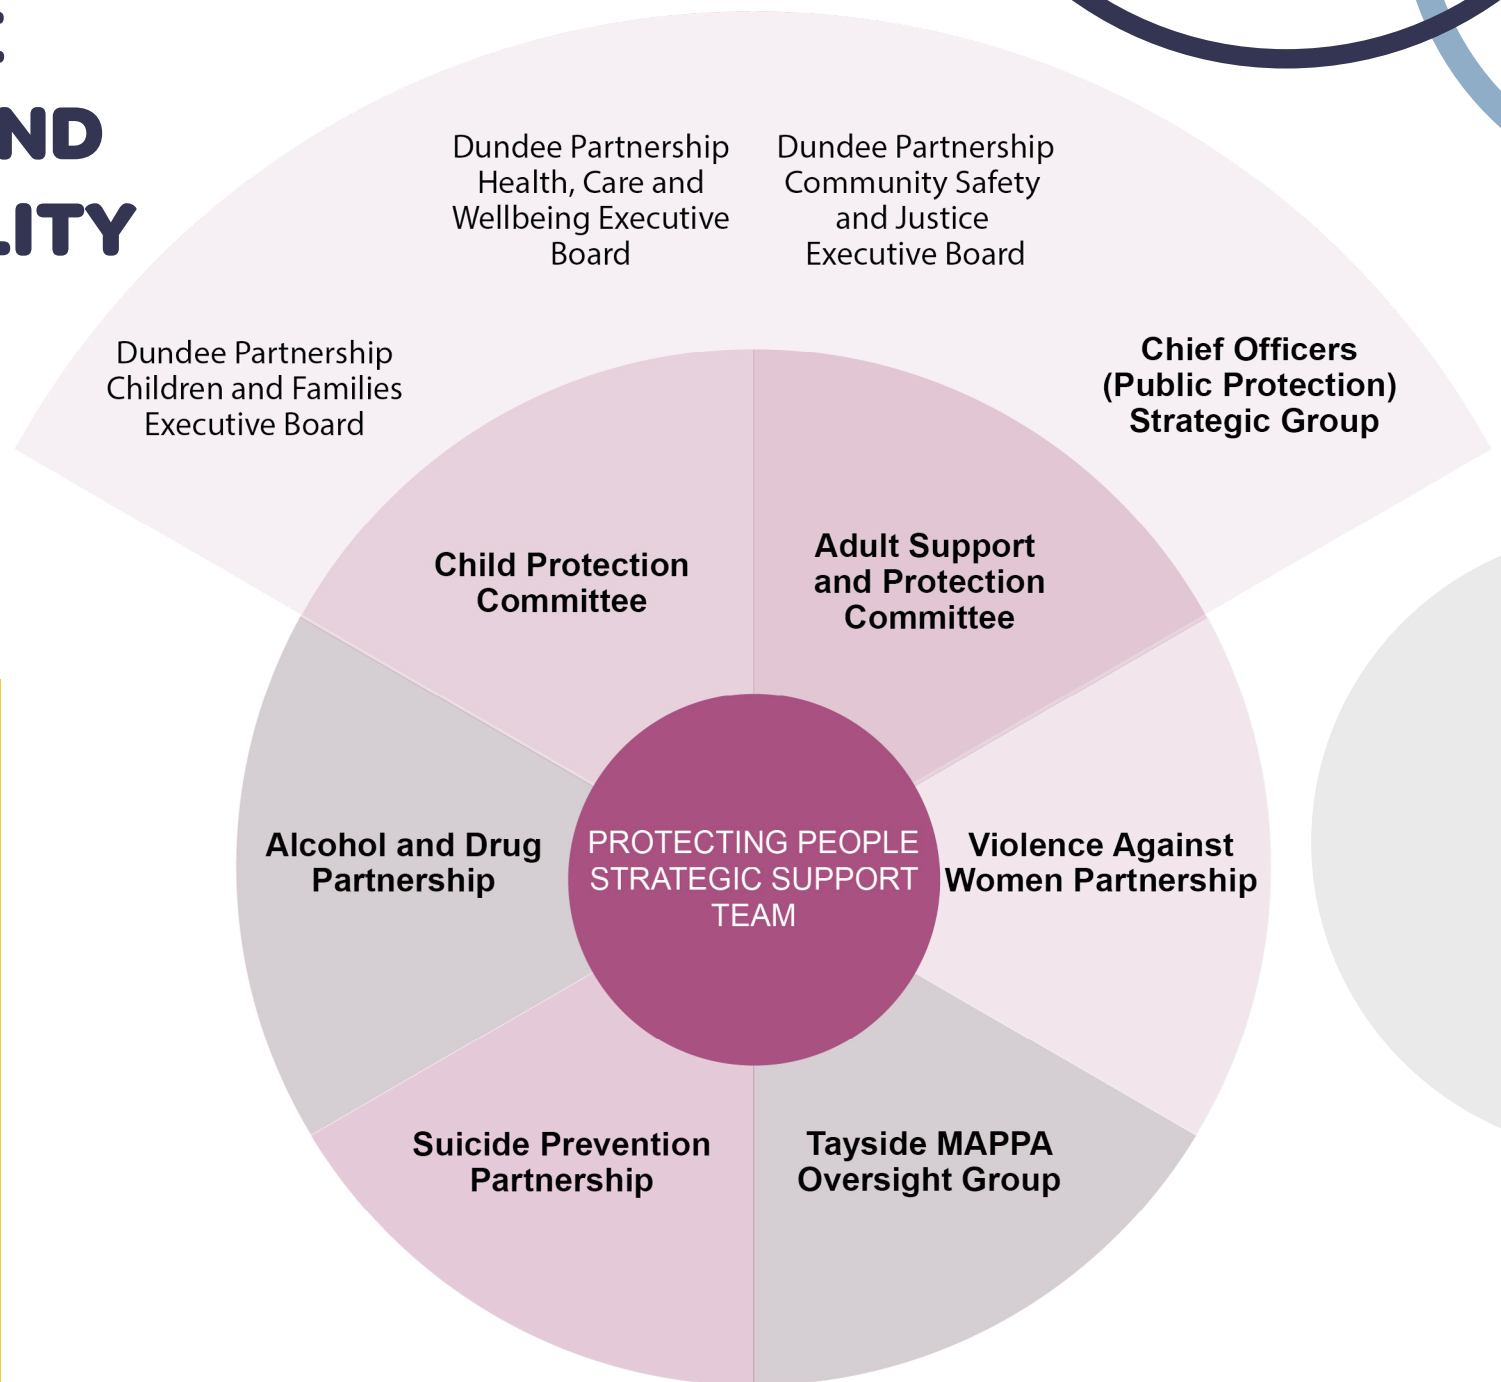 ND
LITY
Dundee Partnership
Health, Care and
Wellbeing Executive
Board
Dundee Partnership
Community Safety
and Justice
Executive Board
Dundee Partnership
Children and Families
Executive Board
Chief Officers
(Public Protection)
Strategic Group
Child Protection
Committee
Adult Support
and Protection
Committee
Alcohol and Drug
Partnership
PROTECTING PEOPLE
STRATEGIC SUPPORT
TEAM
Violence Against
Women Partnership
Suicide Prevention
Partnership
Tayside MAPPA
Oversight Group